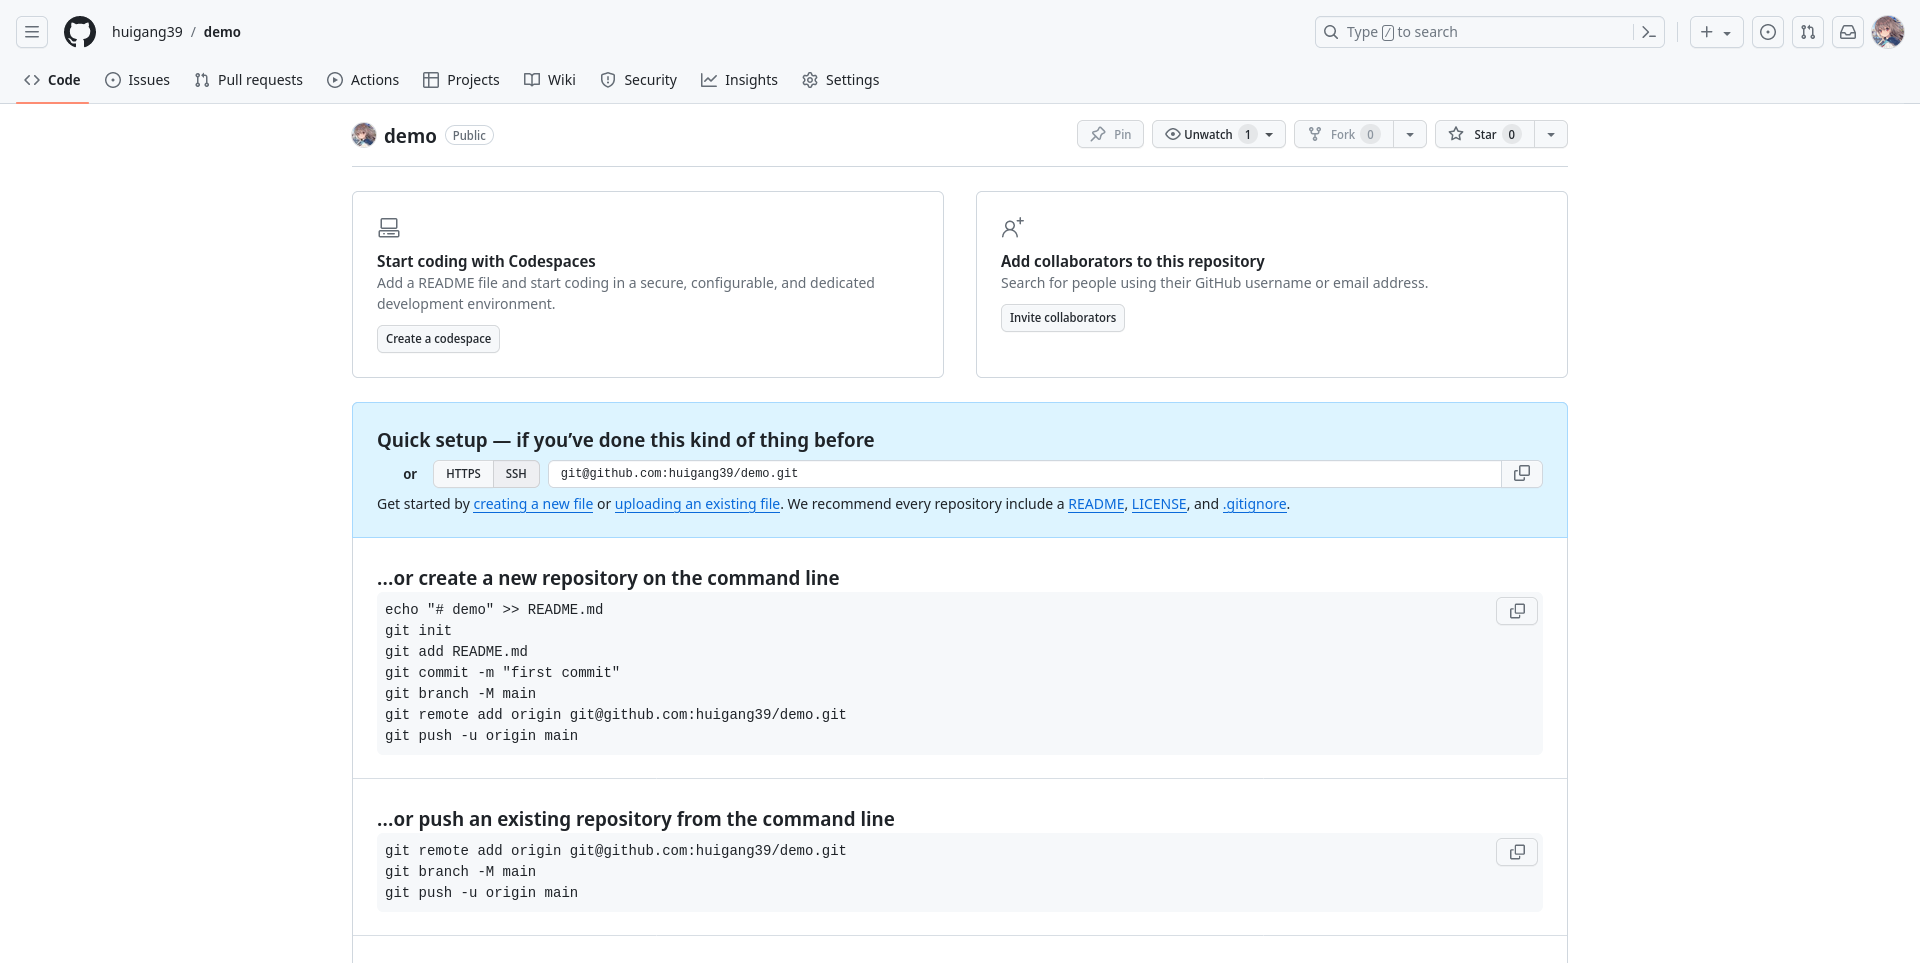 huigang39 / demo
Type / to search
Code Issues Pull requests Actions Projects Wiki Security Insights Settings
demo Public
Pin Unwatch 1 Fork 0 Star 0
Start coding with Codespaces
Add a README file and start coding in a secure, configurable, and dedicated
development environment.
Create a codespace
Add collaborators to this repository
Search for people using their GitHub username or email address.
Invite collaborators
Quick setup — if you’ve done this kind of thing before
or HTTPS SSH git@github.com:huigang39/demo.git
Get started by creating a new file or uploading an existing file. We recommend every repository include a README, LICENSE, and .gitignore.
…or create a new repository on the command line
echo "# demo" >> README.md
git init
git add README.md
git commit -m "first commit"
git branch -M main
git remote add origin git@github.com:huigang39/demo.git
git push -u origin main
…or push an existing repository from the command line
git remote add origin git@github.com:huigang39/demo.git
git branch -M main
git push -u origin main